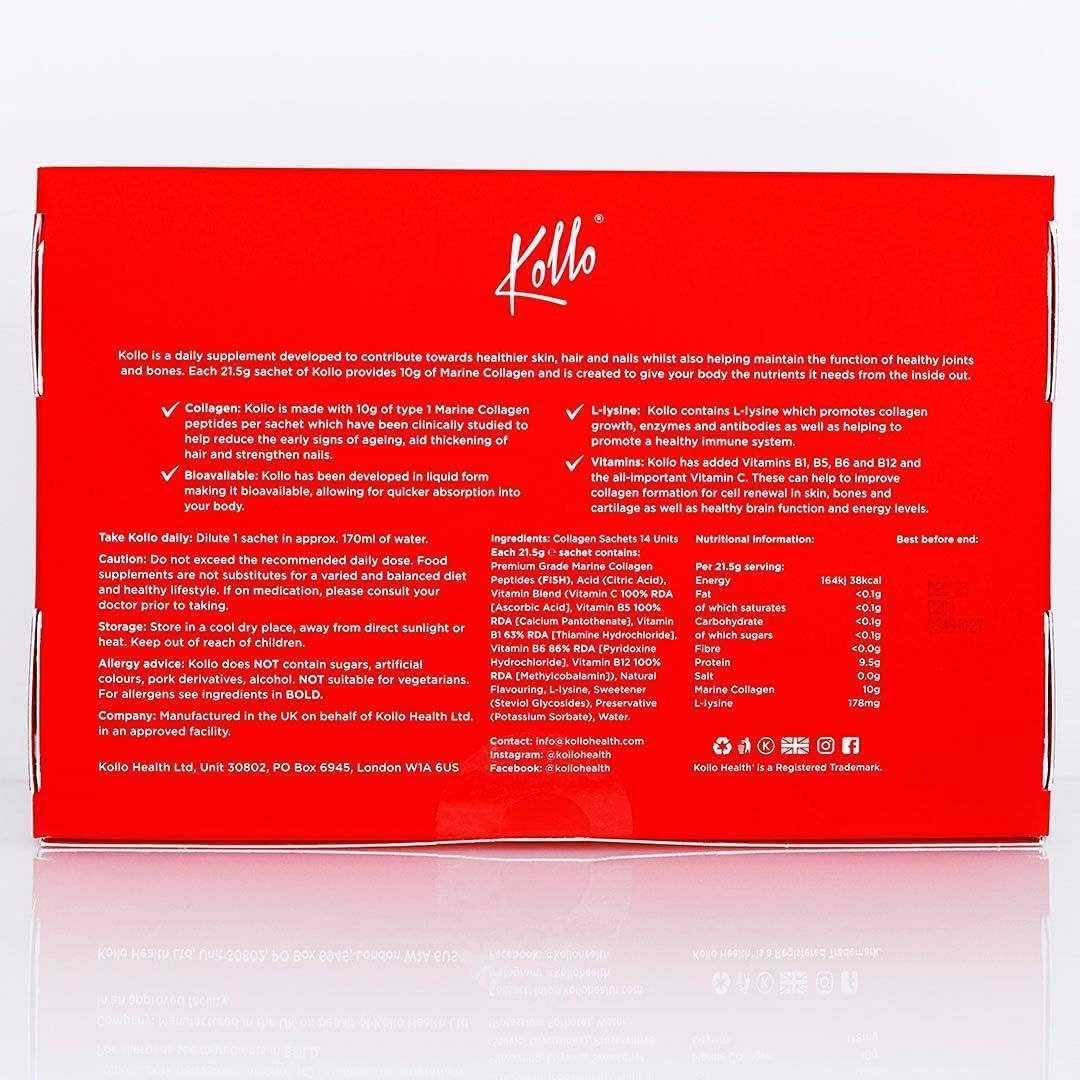 Kollo®
Kollo is a daily supplement developed to contribute towards healthier skin, hair and nails whilst also helping maintain the function of healthy joints
and bones. Each 21.5g sachet of Kollo provides 10g of Marine Collagen and is created to give your body the nutrients it needs from the inside out.
Collagen: Kollo is made with 10g of type 1 Marine Collagen
peptides per sachet which have been clinically studied to
help reduce the early signs of ageing, aid thickening of
hair and strengthen nails.
Bioavailable: Kollo has been developed in liquid form
making it bioavailable, allowing for quicker absorption into
your body.
L-lysine: Kollo contains L-lysine which promotes collagen
growth, enzymes and antibodies as well as helping to
promote a healthy immune system.
Vitamins: Kollo has added Vitamins B1, B5, B6 and B12 and
the all-important Vitamin C. These can help to improve
collagen formation for cell renewal in skin, bones and
cartilage as well as healthy brain function and energy levels.
Take Kollo daily: Dilute 1 sachet in approx. 170ml of water.
Caution: Do not exceed the recommended daily dose. Food
supplements are not substitutes for a varied and balanced diet
and healthy lifestyle. If on medication, please consult your
doctor prior to taking.
Storage: Store in a cool dry place, away from direct sunlight or
heat. Keep out of reach of children.
Allergy advice: Kollo does NOT contain sugars, artificial
colours, pork derivatives, alcohol. NOT suitable for vegetarians.
For allergens see ingredients in BOLD.
Company: Manufactured in the UK on behalf of Kollo Health Ltd.
in an approved facility.
Kollo Health Ltd, Unit 30802, PO Box 6945, London W1A 6US
Ingredients: Collagen Sachets 14 Units
Each 21.5g ℮ sachet contains:
Premium Grade Marine Collagen
Peptides (FISH), Acid (Citric Acid),
Vitamin Blend (Vitamin C 100% RDA
[Ascorbic Acid], Vitamin B5 100%
RDA [Calcium Pantothenate], Vitamin
B1 63% RDA [Thiamine Hydrochloride],
Vitamin B6 86% RDA [Pyridoxine
Hydrochloride], Vitamin B12 100%
RDA [Methylcobalamin]), Natural
Flavouring, L-lysine, Sweetener
(Steviol Glycosides), Preservative
(Potassium Sorbate), Water.
Contact: info@kollohealth.com
Instagram: @kollohealth
Facebook: @kollohealth
Nutritional information:
Per 21.5g serving:
Energy 164kj 38kcal
Fat <0.1g
of which saturates <0.1g
Carbohydrate <0.1g
of which sugars <0.1g
Fibre <0.0g
Protein 9.5g
Salt 0.0g
Marine Collagen 10g
L-lysine 178mg
K
Kollo Health® is a Registered Trademark.
Best before end: